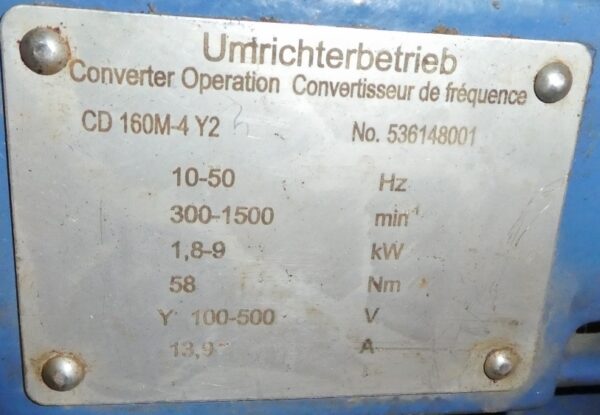 Umrichterbetrieb
Converter Operation Convertisseur de fréquence
CD 160M-4 Y2 No. 536148001
10-50 Hz
300-1500 min⁻¹
1,8-9 kW
58 Nm
Y 100-500 V
13,9 A